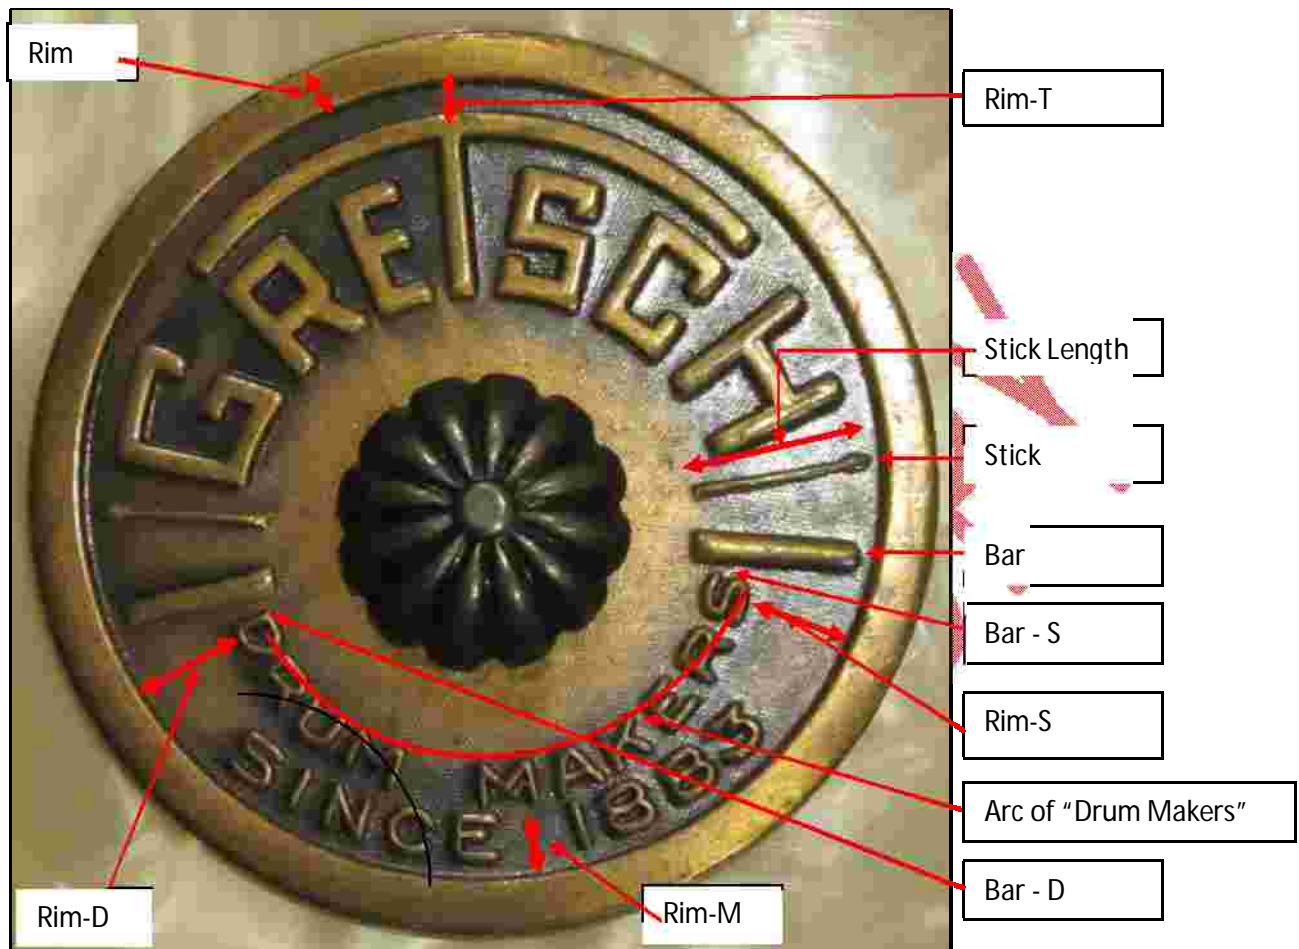 Rim
Rim-T
GRETSCH
Stick Length
Stick
Bar
Bar - S
Rim-S
DRUM MAKERS
SINCE 1883
Arc of “Drum Makers”
Bar - D
Rim-D
Rim-M